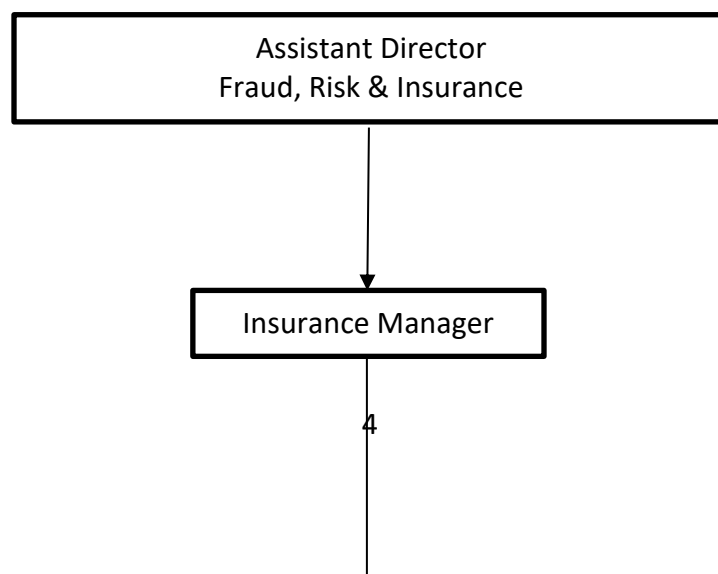 Assistant Director
Fraud, Risk & Insurance
Insurance Manager
4